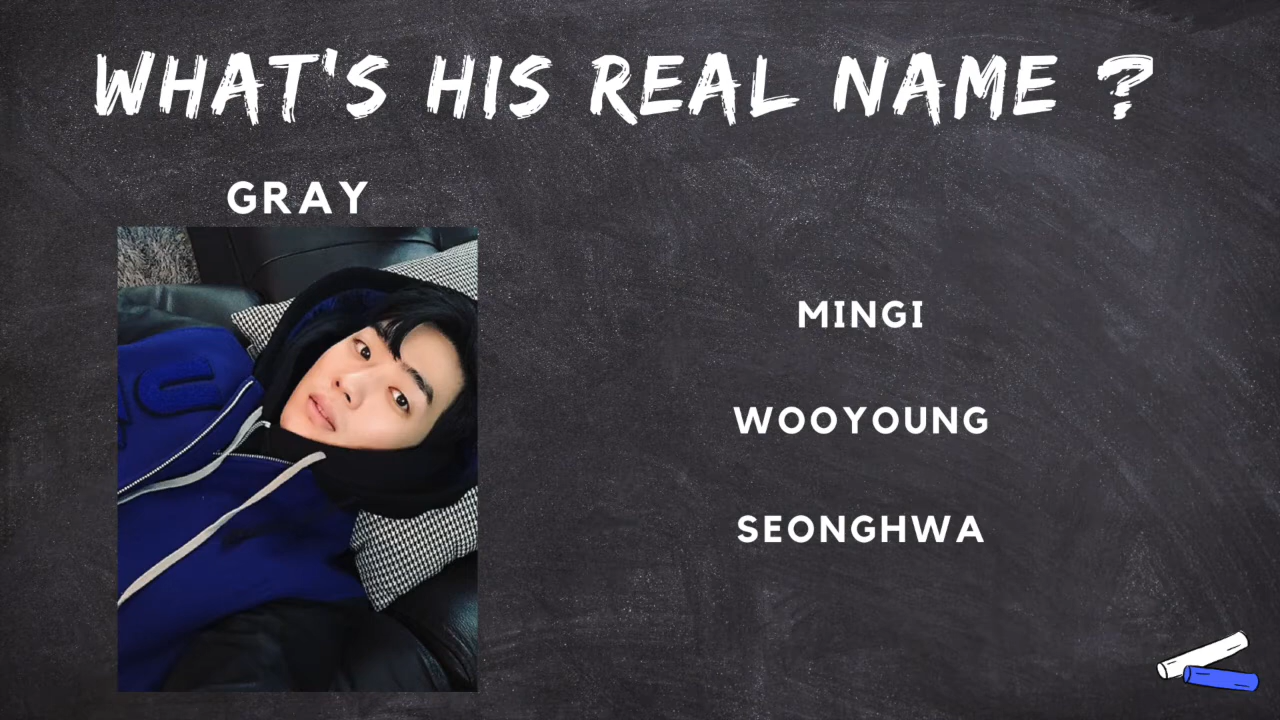 WHAT'S HIS REAL NAME ?
GRAY
MINGI
WOOYOUNG
SEONGHWA